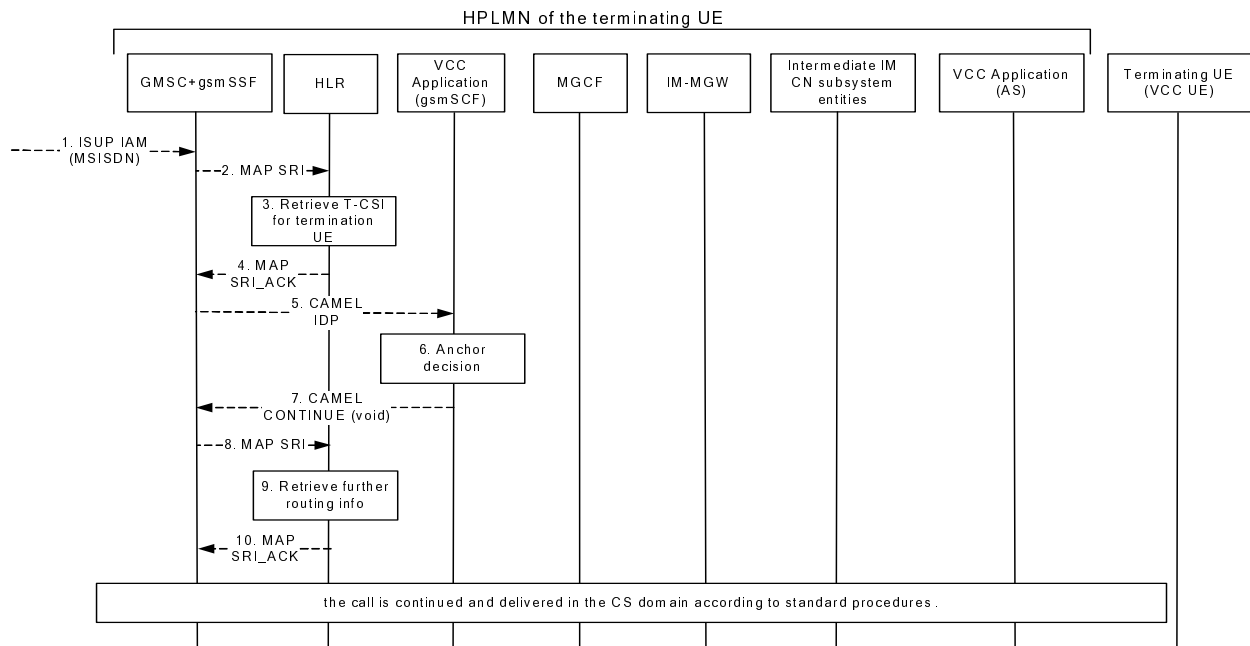 HPLMN of the terminating UE
GMSC+gsmSSF
HLR
VCC
Application
(gsmSCF)
MGCF
IM-MGW
Intermediate IM
CN subsystem
entities
VCC Application
(AS)
Terminating UE
(VCC UE)
1. ISUP IAM
(MSISDN)
2. MAP SRI
3. Retrieve T-CSI
for termination
UE
4. MAP
SRI_ACK
5. CAMEL
IDP
6. Anchor
decision
7. CAMEL
CONTINUE (void)
8. MAP SRI
9. Retrieve further
routing info
10. MAP
SRI_ACK
the call is continued and delivered in the CS domain according to standard procedures .